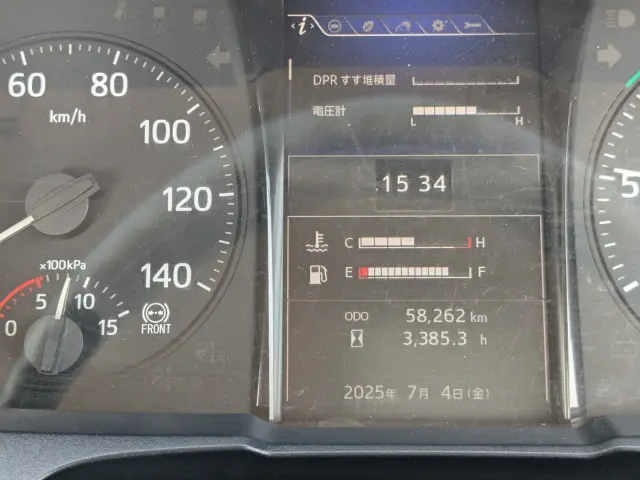 60 80
km/h
100
120
140
×100kPa
0 5 10 15
FRONT
i
DPRすす堆積量
電圧計
L H
15 34
C H
E F
ODO 58,262 km
3,385.3 h
2025年 7月 4日(金)
5